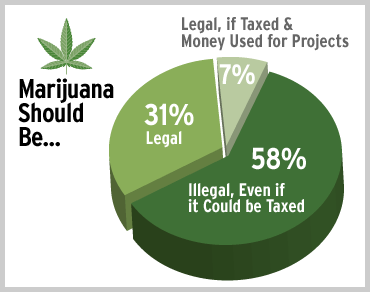 Legal, if Taxed &
Money Used for Projects
Marijuana
Should
Be...
7%
31%
Legal
58%
Illegal, Even if
it Could be Taxed